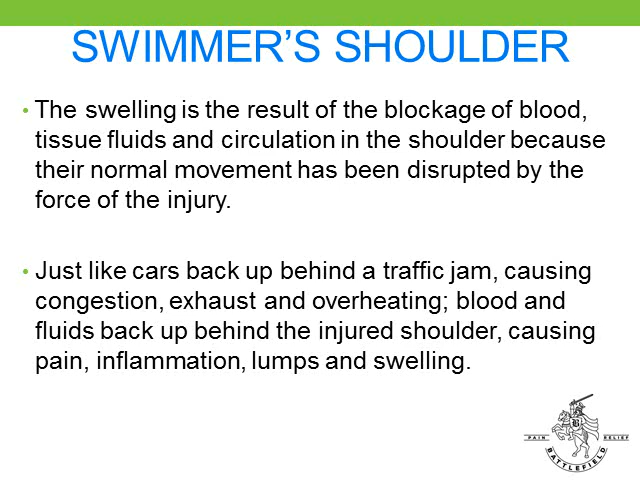 SWIMMER’S SHOULDER
• The swelling is the result of the blockage of blood,
tissue fluids and circulation in the shoulder because
their normal movement has been disrupted by the
force of the injury.
• Just like cars back up behind a traffic jam, causing
congestion, exhaust and overheating; blood and
fluids back up behind the injured shoulder, causing
pain, inflammation, lumps and swelling.
B
PAIN RELIEF
BATTLEFIELD